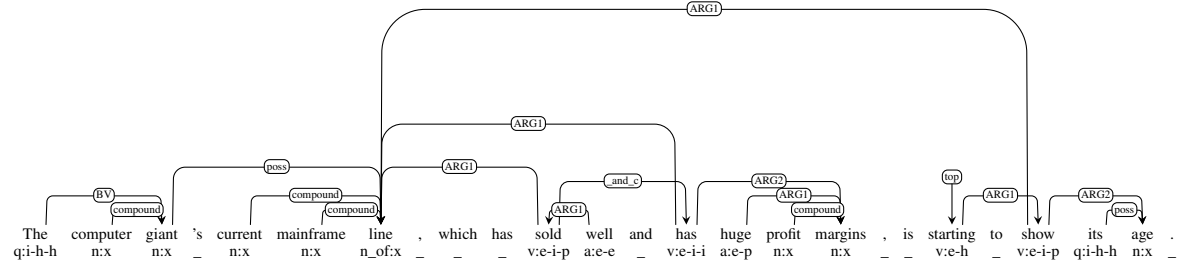 ARG1
ARG1
poss ARG1
BV _and_c ARG2 top
compound ARG1 ARG1 ARG2
compound compound ARG1 compound poss
The computer giant 's current mainframe line , which has sold well and has huge profit margins , is starting to show its age .
q:i-h-h n:x n:x _ n:x n:x n_of:x _ _ _ v:e-i-p a:e-e _ v:e-i-i a:e-p n:x n:x _ _ v:e-h _ v:e-i-p q:i-h-h n:x _